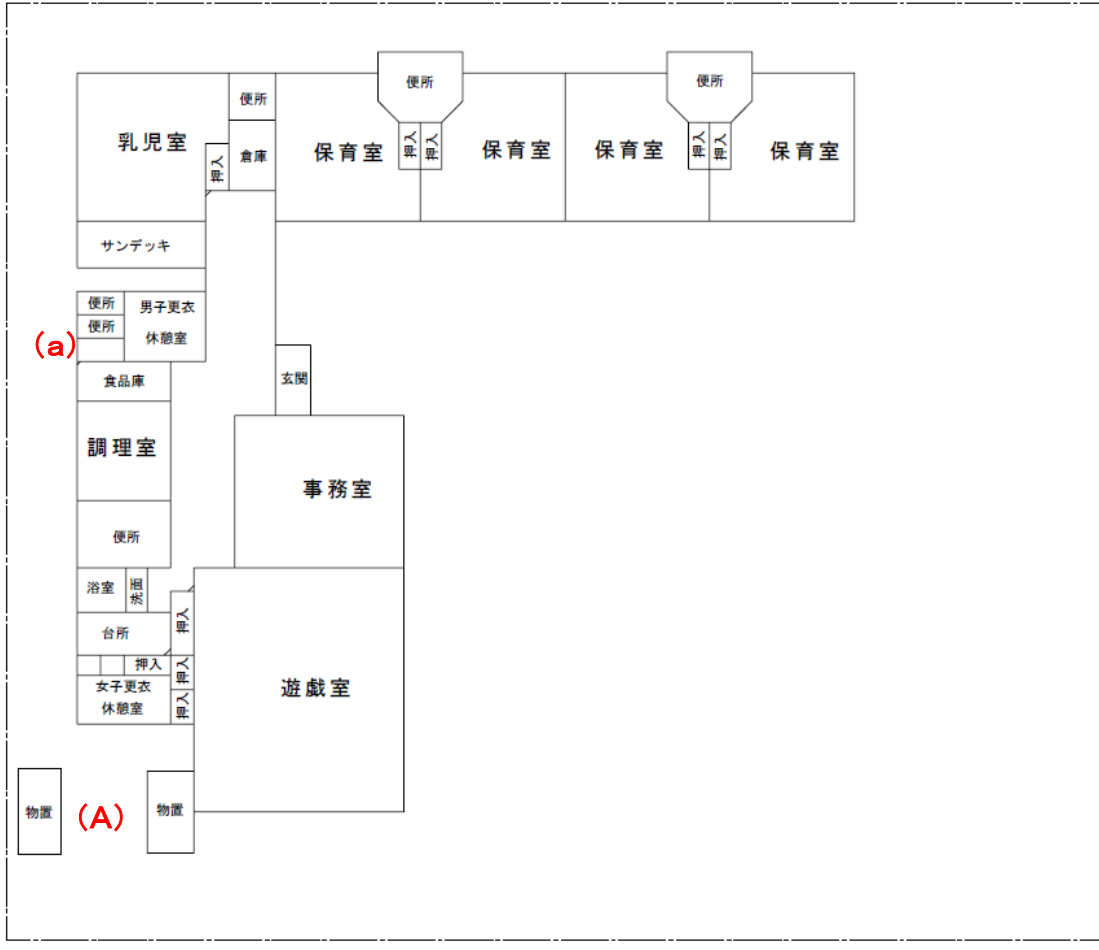 便所
便所
便所
乳児室
倉庫
押入
保育室
押入
押入
保育室
保育室
押入
押入
保育室
サンデッキ
便所
便所
男子更衣
休憩室
(a)
食品庫
玄関
調理室
事務室
便所
浴室
洗面
押入
台所
押入
押入
女子更衣
休憩室
押入
遊戯室
物置
(A)
物置